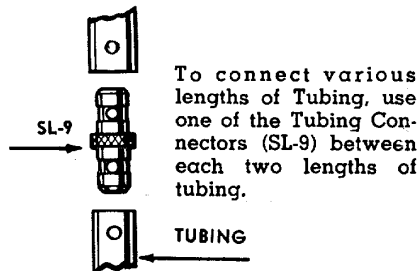 To connect various
lengths of Tubing, use
one of the Tubing Con-
nectors (SL-9) between
each two lengths of
tubing.
SL-9
TUBING